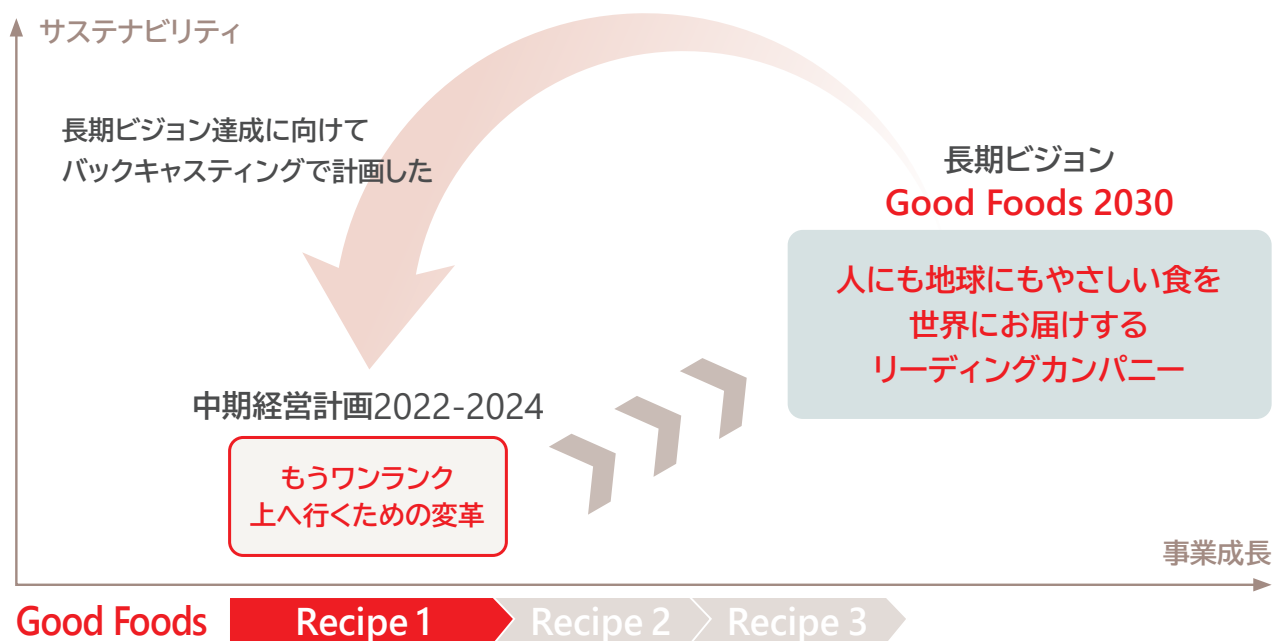 サステナビリティ
長期ビジョン達成に向けて
バックキャスティングで計画した
長期ビジョン
Good Foods 2030
人にも地球にもやさしい食を
世界にお届けする
リーディングカンパニー
中期経営計画2022-2024
もうワンランク
上へ行くための変革
事業成長
Good Foods Recipe 1 Recipe 2 Recipe 3